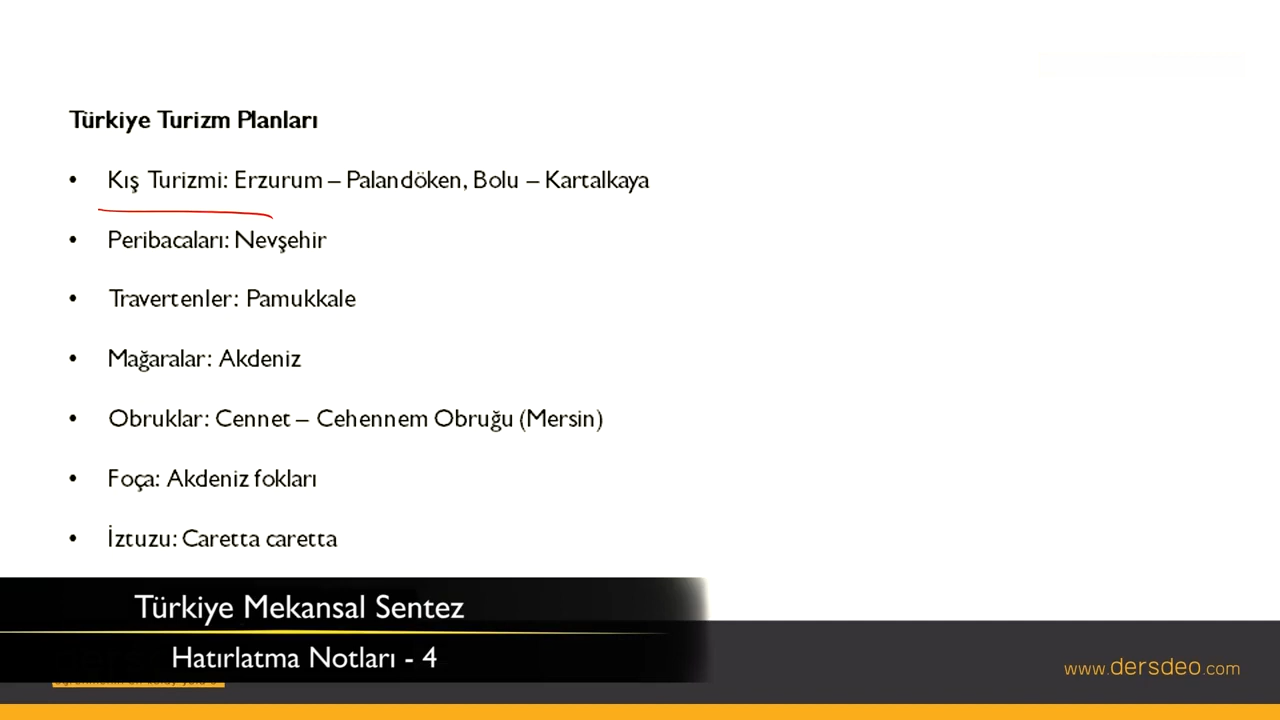 Türkiye Turizm Planları
• Kış Turizmi: Erzurum – Palandöken, Bolu – Kartalkaya
• Peribacaları: Nevşehir
• Travertenler: Pamukkale
• Mağaralar: Akdeniz
• Obruklar: Cennet – Cehennem Obruğu (Mersin)
• Foça: Akdeniz fokları
• İztuzu: Caretta caretta
Türkiye Mekansal Sentez
Hatırlatma Notları - 4
www.dersdeo.com